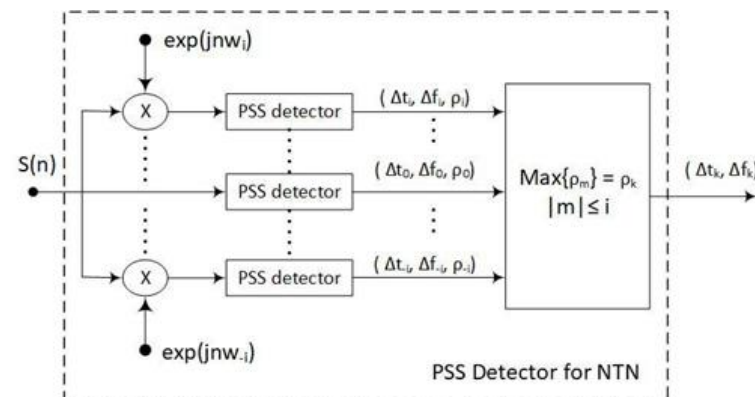 exp(jnwᵢ)
X
PSS detector
( Δtᵢ, Δfᵢ, ρᵢ)
S(n)
PSS detector
( Δt₀, Δf₀, ρ₀)
Max{ρₘ} = ρₖ
|m| ≤ i
( Δtₖ, Δfₖ)
X
PSS detector
( Δt₋ᵢ, Δf₋ᵢ, ρ₋ᵢ)
exp(jnw₋ᵢ)
PSS Detector for NTN